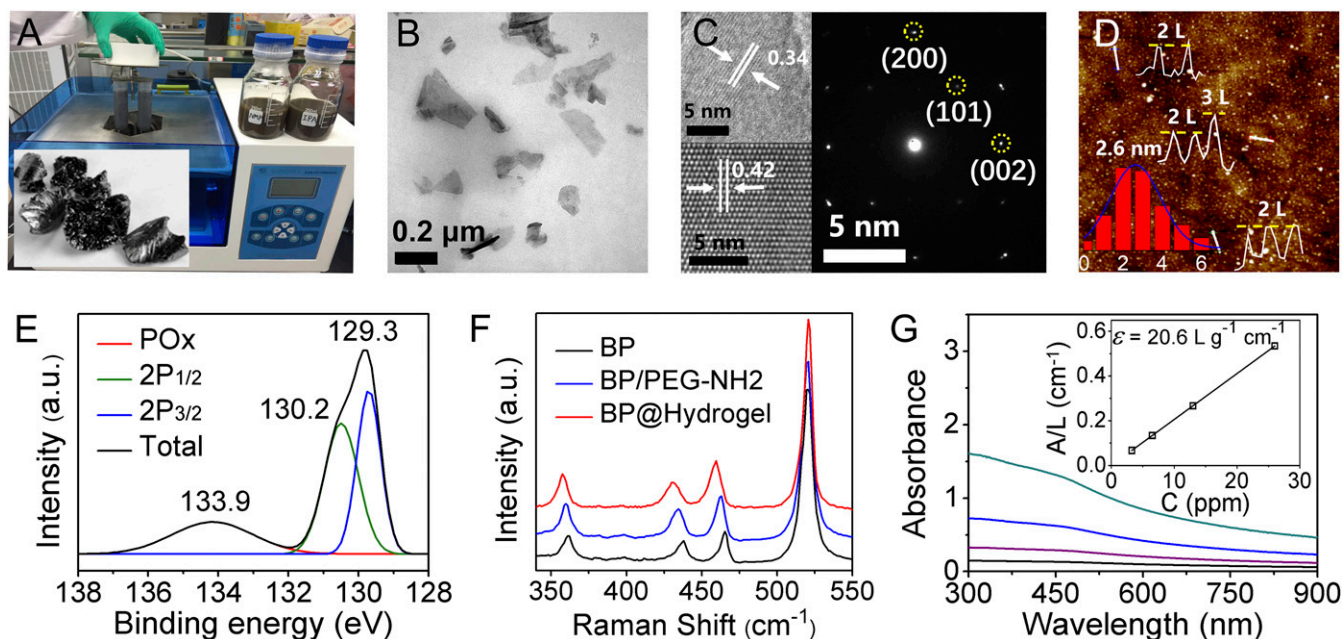 A
NMP
IPA
B
0.2 μm
C
0.34
5 nm
0.42
5 nm
(200)
(101)
(002)
5 nm
D
2 L
3 L
2 L
2.6 nm
2 L
0 2 4 6
E
POx
2P1/2
2P3/2
Total
129.3
130.2
133.9
Intensity (a.u.)
138 136 134 132 130 128
Binding energy (eV)
F
BP
BP/PEG-NH2
BP@Hydrogel
Intensity (a.u.)
350 400 450 500 550
Raman Shift (cm-1)
G
Absorbance
3
2
1
0
300 450 600 750 900
Wavelength (nm)
ε = 20.6 L g-1 cm-1
A/L (cm-1)
0.6
0.4
0.2
0.0
0 10 20 30
C (ppm)